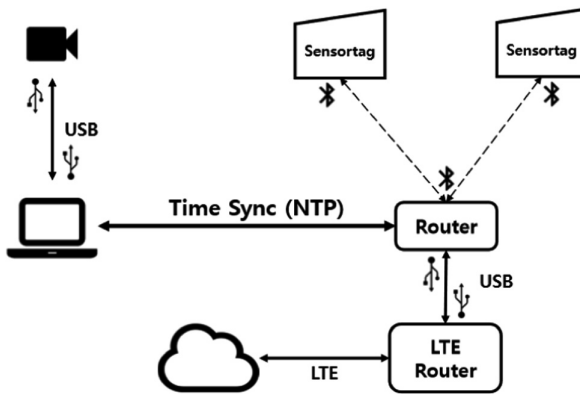 Sensortag
Sensortag
USB
Time Sync (NTP)
Router
USB
LTE
Router
LTE